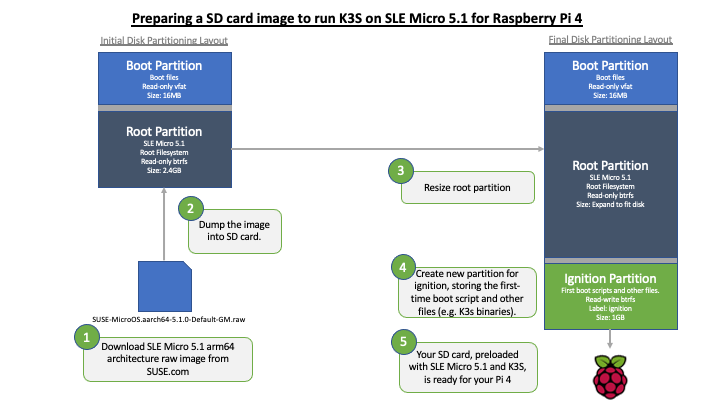 Preparing a SD card image to run K3S on SLE Micro 5.1 for Raspberry Pi 4
Initial Disk Partitioning Layout
Boot Partition
Boot files
Read-only vfat
Size: 16MB
Root Partition
SLE Micro 5.1
Root Filesystem
Read-only btrfs
Size: 2.4GB
2
Dump the image
into SD card.
SUSE-MicroOS.aarch64-5.1.0-Default-GM.raw
1
Download SLE Micro 5.1 arm64
architecture raw image from
SUSE.com
3
Resize root partition
4
Create new partition for
ignition, storing the first-
time boot script and other
files (e.g. K3s binaries).
5
Your SD card, preloaded
with SLE Micro 5.1 and K3S,
is ready for your Pi 4
Final Disk Partitioning Layout
Boot Partition
Boot files
Read-only vfat
Size: 16MB
Root Partition
SLE Micro 5.1
Root Filesystem
Read-only btrfs
Size: Expand to fit disk
Ignition Partition
First boot scripts and other files.
Read-write btrfs
Label: ignition
Size: 1GB